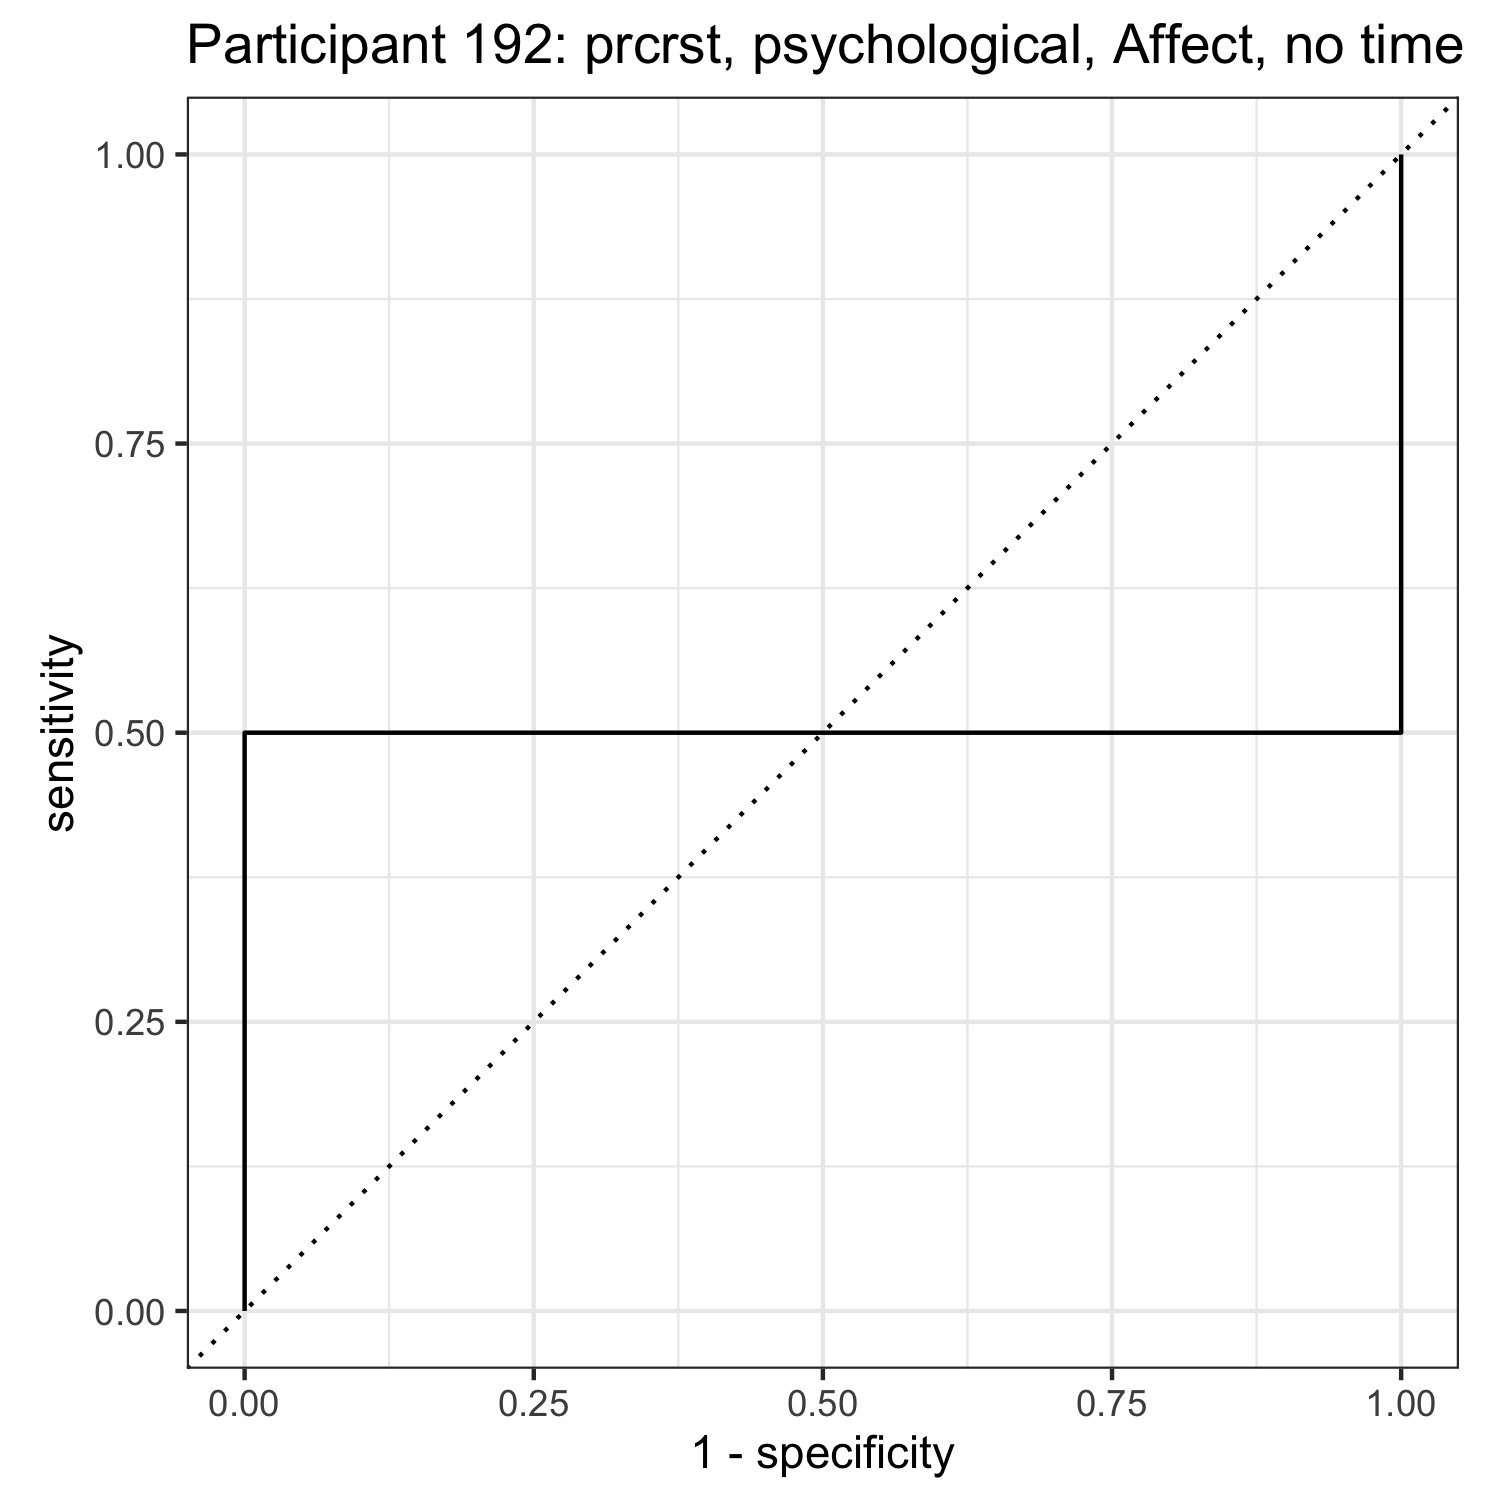 Participant 192: prcrst, psychological, Affect, no time
1.00
0.75
0.50
0.25
0.00
sensitivity
0.00 0.25 0.50 0.75 1.00
1 - specificity